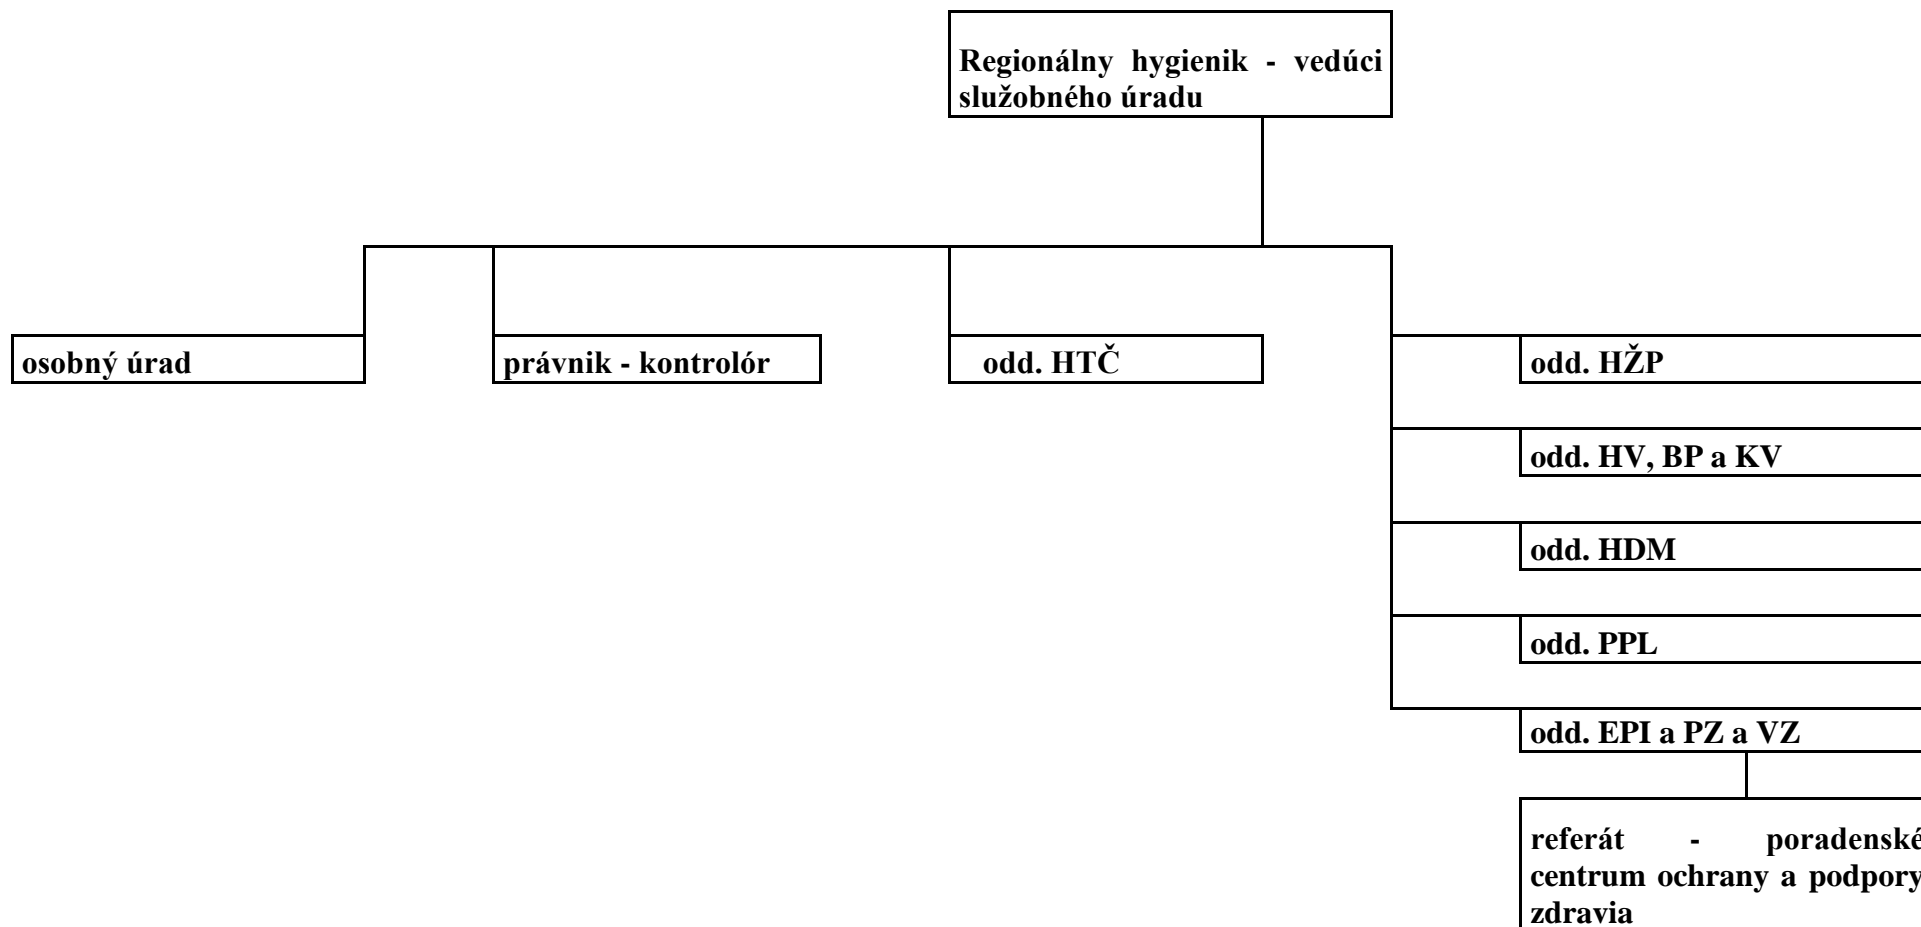 Regionálny hygienik - vedúci
služobného úradu
osobný úrad
právnik - kontrolór
odd. HTČ
odd. HŽP
odd. HV, BP a KV
odd. HDM
odd. PPL
odd. EPI a PZ a VZ
referát - poradenské
centrum ochrany a podpory
zdravia